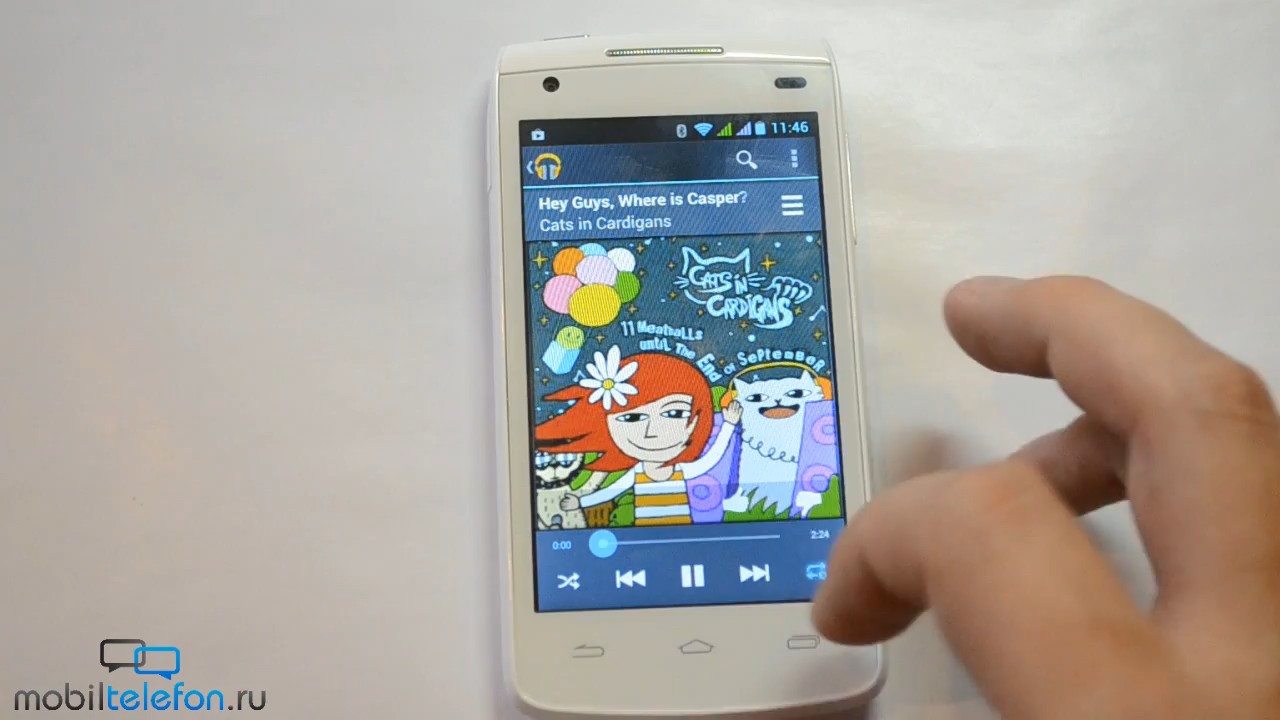 11:46
Hey Guys, Where is Casper?
Cats in Cardigans
CATS iN
CARDIGANS
11 Meatballs
until The End Of SePtemBeR
0:00
2:24
mobiltelefon.ru